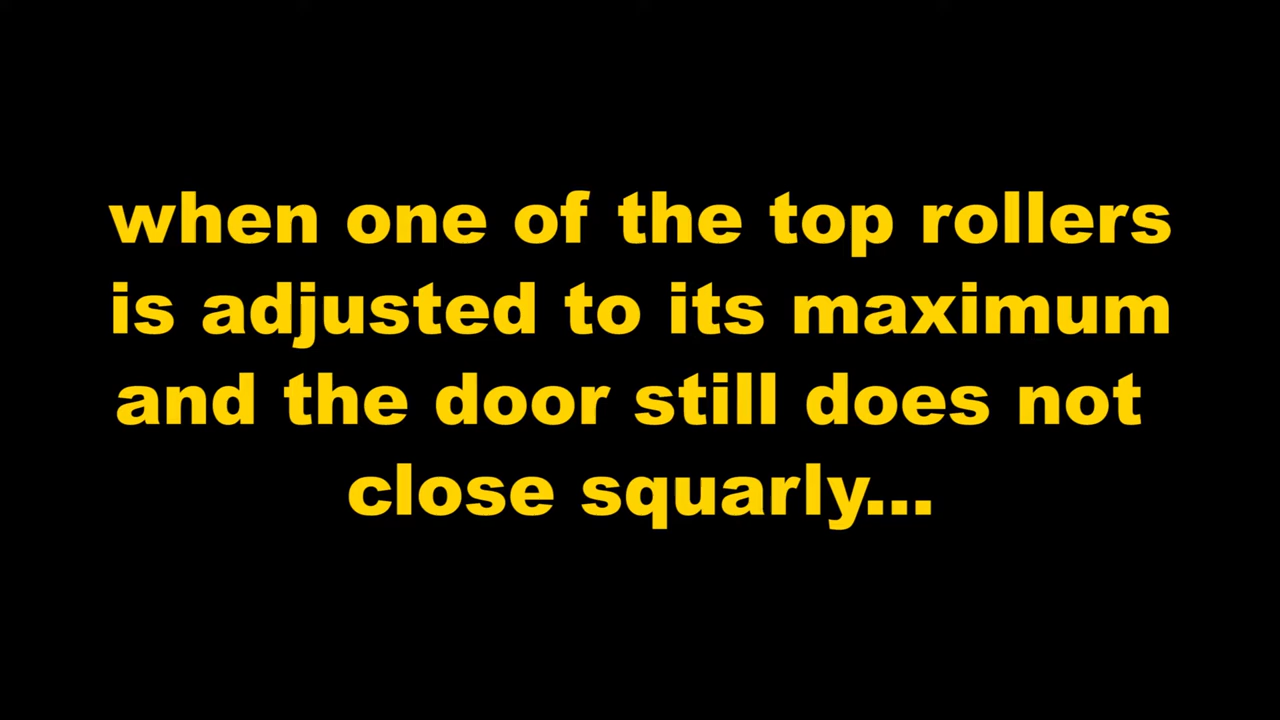 when one of the top rollers
is adjusted to its maximum
and the door still does not
close squarly...